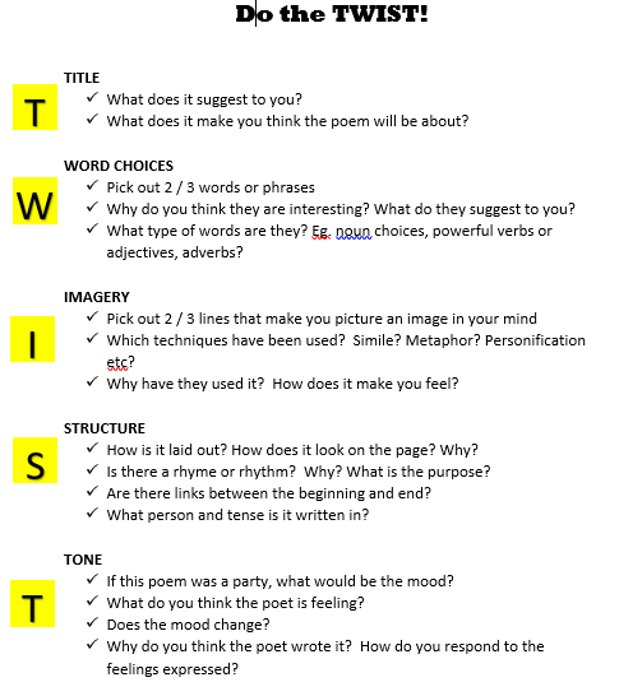 Do the TWIST!
TITLE
T
✓ What does it suggest to you?
✓ What does it make you think the poem will be about?
WORD CHOICES
W
✓ Pick out 2 / 3 words or phrases
✓ Why do you think they are interesting? What do they suggest to you?
✓ What type of words are they? Eg. noun choices, powerful verbs or
adjectives, adverbs?
IMAGERY
I
✓ Pick out 2 / 3 lines that make you picture an image in your mind
✓ Which techniques have been used? Simile? Metaphor? Personification
etc?
✓ Why have they used it? How does it make you feel?
STRUCTURE
S
✓ How is it laid out? How does it look on the page? Why?
✓ Is there a rhyme or rhythm? Why? What is the purpose?
✓ Are there links between the beginning and end?
✓ What person and tense is it written in?
TONE
T
✓ If this poem was a party, what would be the mood?
✓ What do you think the poet is feeling?
✓ Does the mood change?
✓ Why do you think the poet wrote it? How do you respond to the
feelings expressed?